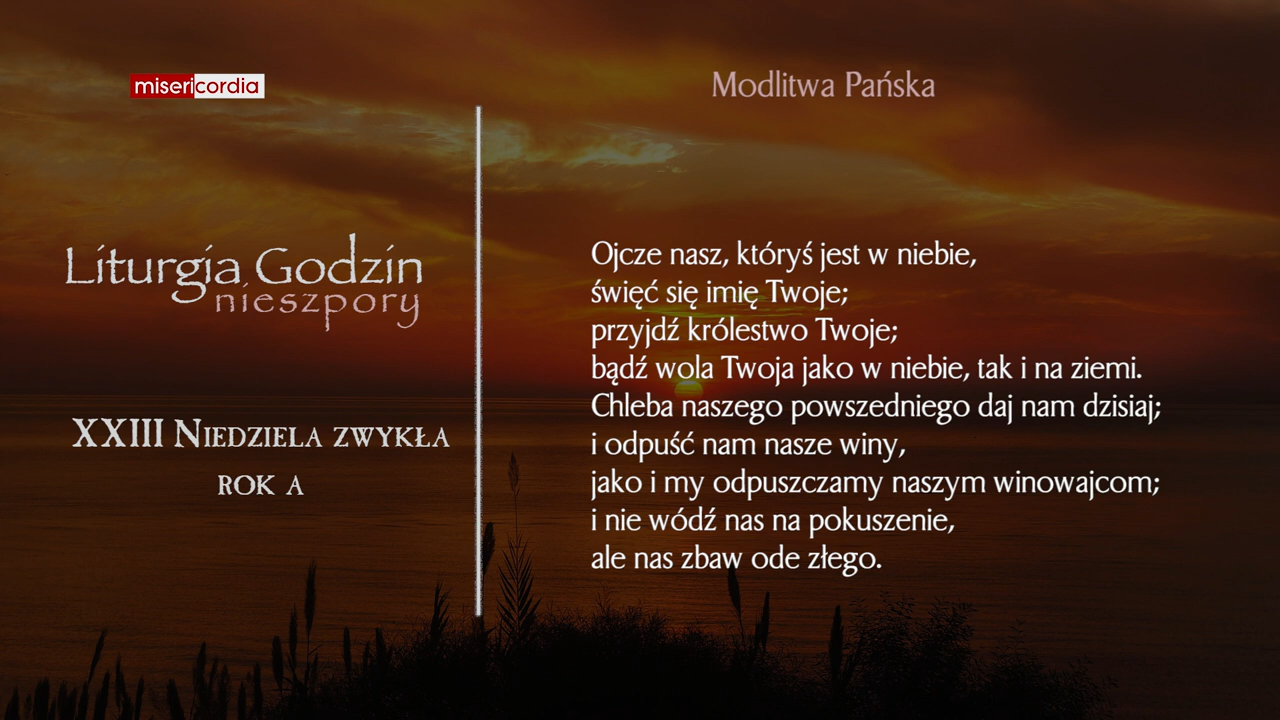 misericordia
Liturgia Godzin
nieszpory
XXIII Niedziela zwykła
rok A
Modlitwa Pańska
Ojcze nasz, któryś jest w niebie,
święć się imię Twoje;
przyjdź królestwo Twoje;
bądź wola Twoja jako w niebie, tak i na ziemi.
Chleba naszego powszedniego daj nam dzisiaj;
i odpuść nam nasze winy,
jako i my odpuszczamy naszym winowajcom;
i nie wódź nas na pokuszenie,
ale nas zbaw ode złego.